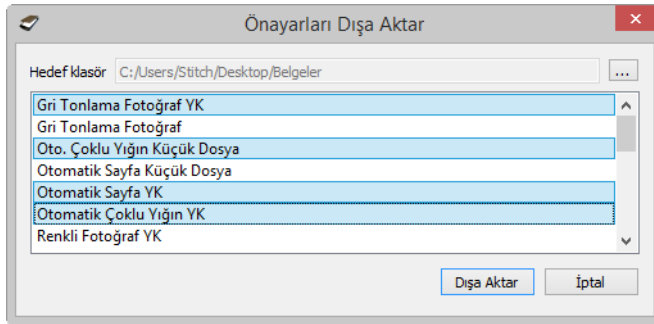 Önayarları Dışa Aktar
Hedef klasör C:/Users/Stitch/Desktop/Belgeler ...
Gri Tonlama Fotoğraf YK
Gri Tonlama Fotoğraf
Oto. Çoklu Yığın Küçük Dosya
Otomatik Sayfa Küçük Dosya
Otomatik Sayfa YK
Otomatik Çoklu Yığın YK
Renkli Fotoğraf YK
Dışa Aktar İptal